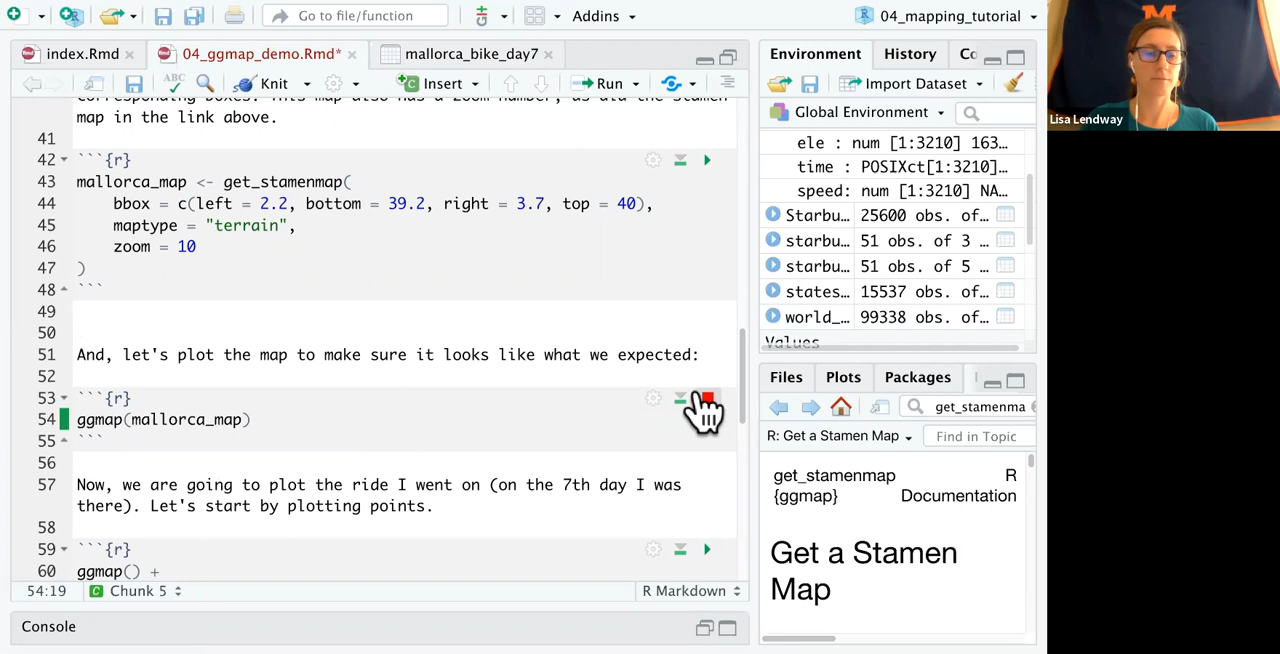 Go to file/function
Addins
04_mapping_tutorial
index.Rmd
04_ggmap_demo.Rmd*
mallorca_bike_day7
ABC
Knit
Insert
Run
map in the link above.
41
42 ```{r}
43 mallorca_map <- get_stamenmap(
44 bbox = c(left = 2.2, bottom = 39.2, right = 3.7, top = 40),
45 maptype = "terrain",
46 zoom = 10
47 )
48 ```
49
50
51 And, let's plot the map to make sure it looks like what we expected:
52
53 ```{r}
54 ggmap(mallorca_map)
55 ```
56
57 Now, we are going to plot the ride I went on (on the 7th day I was
there). Let's start by plotting points.
58
59 ```{r}
60 ggmap() +
54:19
C Chunk 5
R Markdown
Console
Environment
History
Co
Import Dataset
Global Environment
ele : num [1:3210] 163…
time : POSIXct[1:3210]…
speed: num [1:3210] NA…
Starbu… 25600 obs. of…
starbu… 51 obs. of 3 …
starbu… 51 obs. of 5 …
states… 15537 obs. of…
world_… 99338 obs. of…
Values
Files
Plots
Packages
get_stamenma
R: Get a Stamen Map
Find in Topic
get_stamenmap R
{ggmap} Documentation
Get a Stamen
Map
M
Lisa Lendway